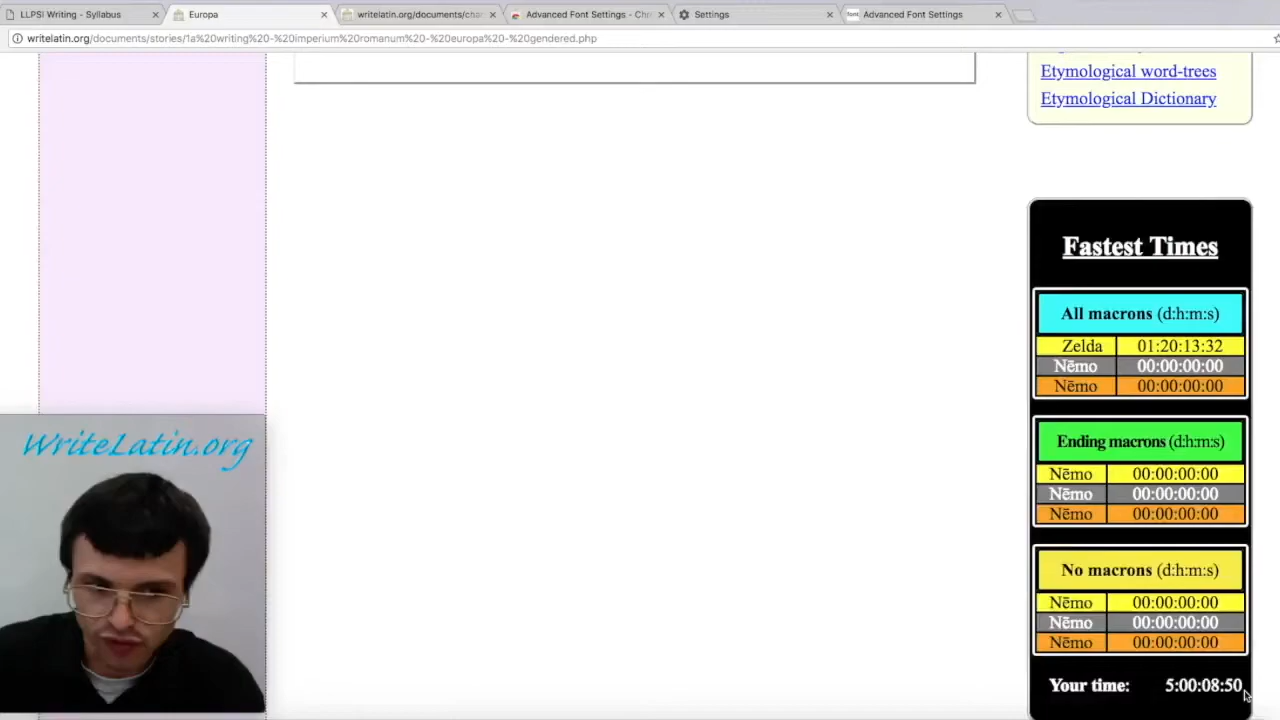 LLPSI Writing - Syllabus
Europa
writelatin.org/documents/cha
Advanced Font Settings - Chr
Settings
font
Advanced Font Settings
writelatin.org/documents/stories/1a%20writing%20-%20imperium%20romanum%20-%20europa%20-%20gendered.php
Etymological word-trees
Etymological Dictionary
Fastest Times
All macrons (d:h:m:s)
Zelda 01:20:13:32
Nēmo 00:00:00:00
Nēmo 00:00:00:00
Ending macrons (d:h:m:s)
Nēmo 00:00:00:00
Nēmo 00:00:00:00
Nēmo 00:00:00:00
No macrons (d:h:m:s)
Nēmo 00:00:00:00
Nēmo 00:00:00:00
Nēmo 00:00:00:00
Your time: 5:00:08:50
WriteLatin.org